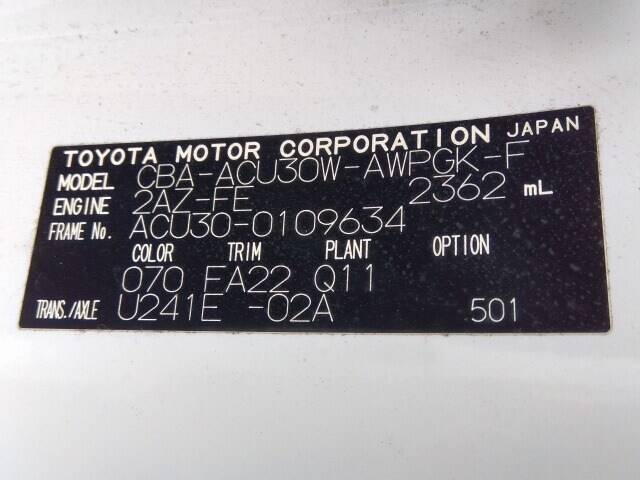 TOYOTA MOTOR CORPORATION JAPAN
MODEL CBA-ACU30W-AWPGK-F
ENGINE 2AZ-FE 2362 mL
FRAME No. ACU30-0109634
COLOR TRIM PLANT OPTION
070 FA22 Q11
TRANS./AXLE U241E -02A 501